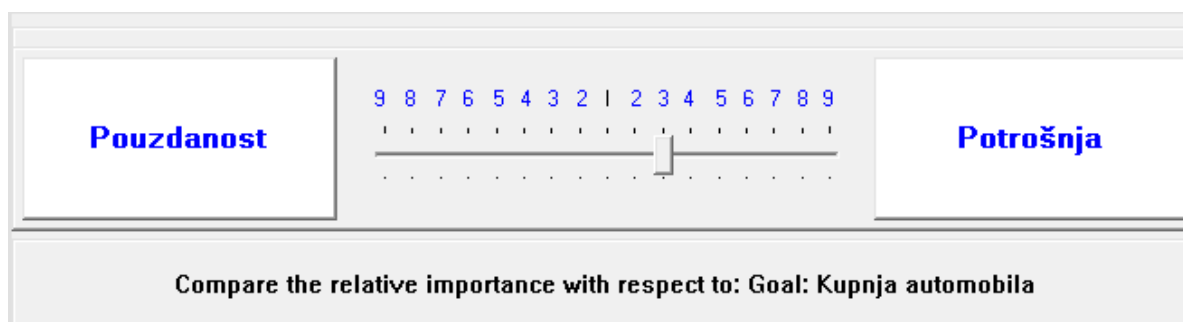 9 8 7 6 5 4 3 2 1 2 3 4 5 6 7 8 9
Pouzdanost Potrošnja
Compare the relative importance with respect to: Goal: Kupnja automobila